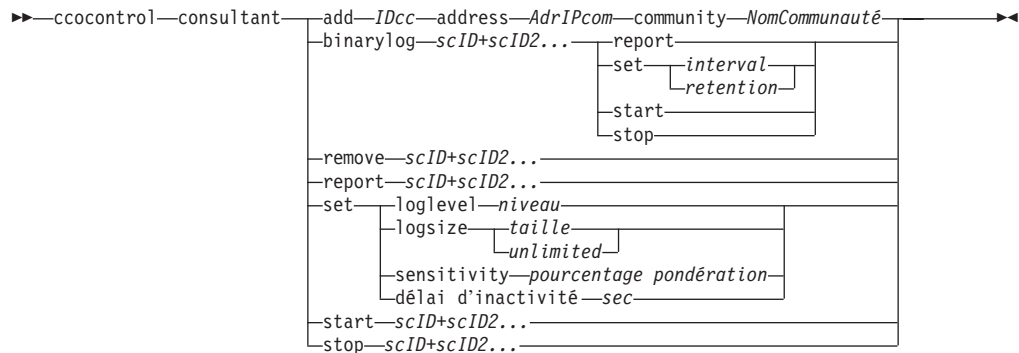 ccocontrol consultant add IDcc address AdrIPcom community NomCommunauté
binarylog scID+scID2... report
set interval
retention
start
stop
remove scID+scID2...
report scID+scID2...
set loglevel niveau
logsize taille
unlimited
sensitivity pourcentage pondération
délai d'inactivité sec
start scID+scID2...
stop scID+scID2...